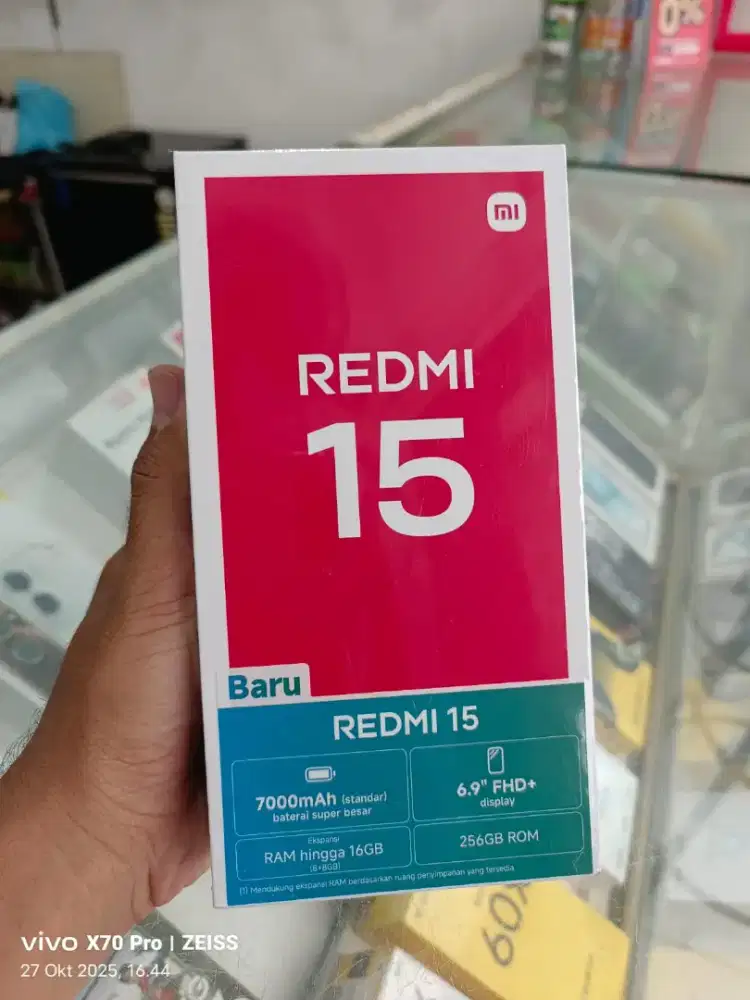 0%
mi
REDMI
15
Baru
REDMI 15
7000mAh (standar)
baterai super besar
6.9" FHD+
display
Ekspansi
RAM hingga 16GB
256GB ROM
(1) Mendukung ekspansi RAM berdasarkan ruang penyimpanan yang tersedia
60X
vivo X70 Pro | ZEISS
27 Okt 2025, 16.44